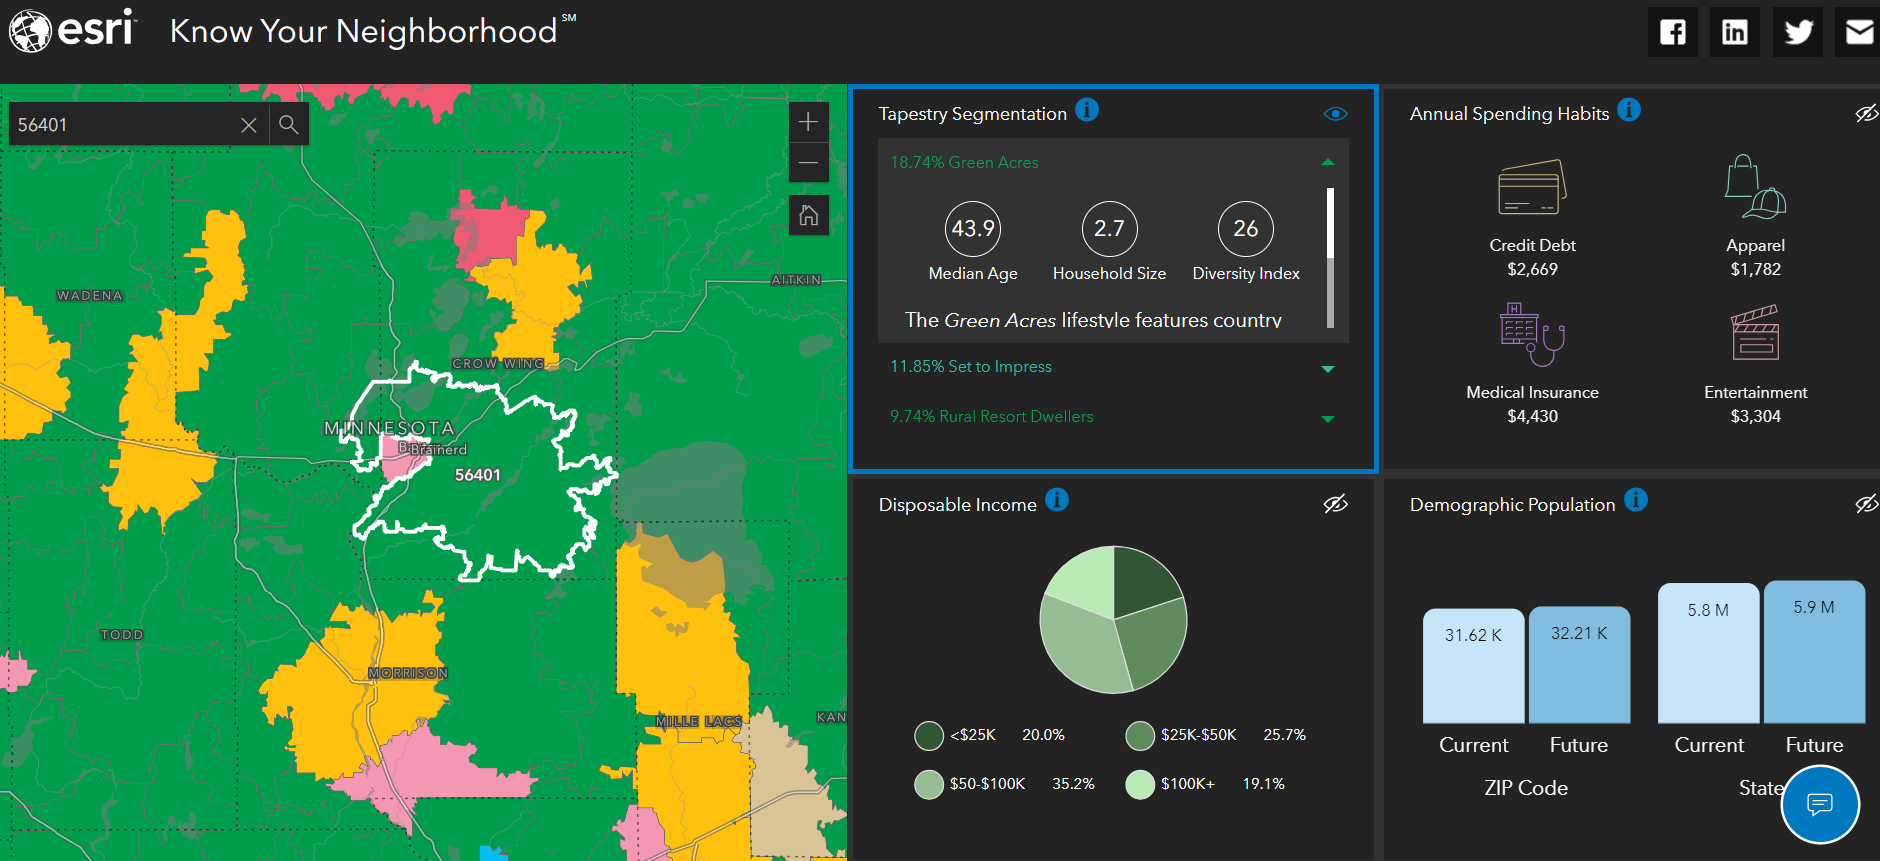 esri
Know Your Neighborhood℠
56401
WADENA
AITKIN
CROW WING
MINNESOTA
Brainerd
56401
TODD
MORRISON
MILLE LACS
KAN
Tapestry Segmentation
18.74% Green Acres
43.9
2.7
26
Median Age
Household Size
Diversity Index
The Green Acres lifestyle features country
11.85% Set to Impress
9.74% Rural Resort Dwellers
Annual Spending Habits
Credit Debt
$2,669
Apparel
$1,782
Medical Insurance
$4,430
Entertainment
$3,304
Disposable Income
<$25K 20.0%
$25K-$50K 25.7%
$50-$100K 35.2%
$100K+ 19.1%
Demographic Population
31.62 K
32.21 K
5.8 M
5.9 M
Current
Future
Current
Future
ZIP Code
State